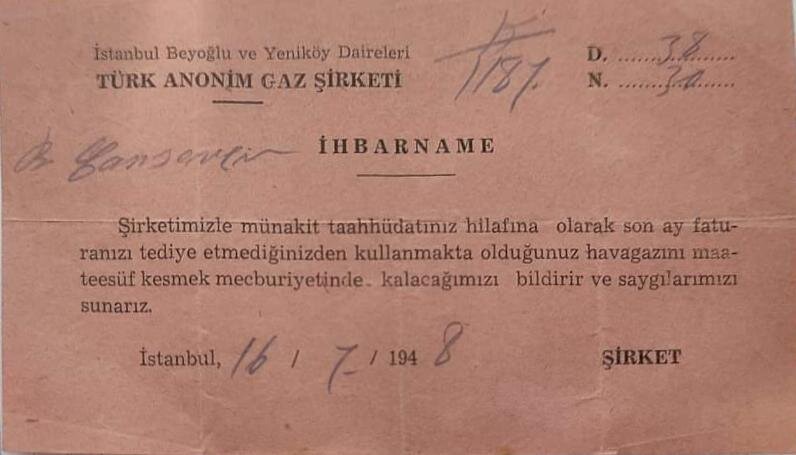 İstanbul Beyoğlu ve Yeniköy Daireleri
TÜRK ANONİM GAZ ŞİRKETİ
D. ........38........
N. ........30........
İHBARNAME
Şirketimizle münakit taahhüdatınız hilafına olarak son ay fatu-
ranızı tediye etmediğinizden kullanmakta olduğunuz havagazını maa-
teesüf kesmek mecburiyetinde kalacağımızı bildirir ve saygılarımızı
sunarız.
İstanbul, 16 / 7 / 194 8
ŞİRKET